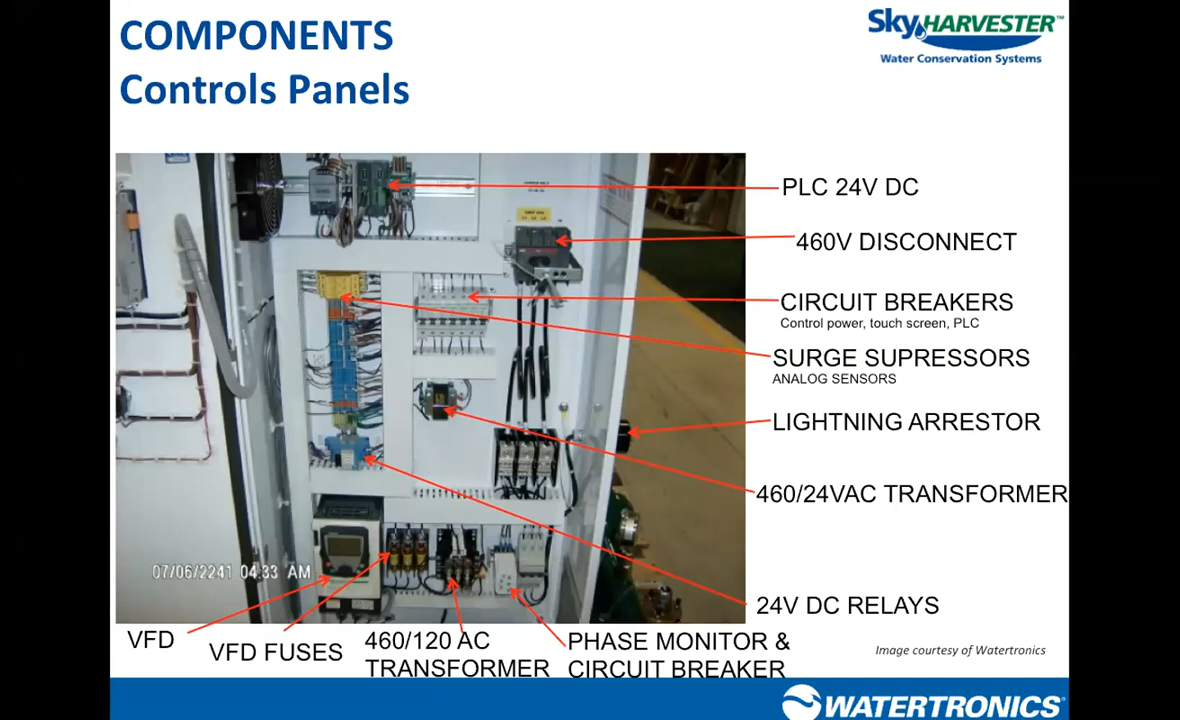 COMPONENTS
Controls Panels
SkyHARVESTER™
Water Conservation Systems
PLC 24V DC
460V DISCONNECT
CIRCUIT BREAKERS
Control power, touch screen, PLC
SURGE SUPRESSORS
ANALOG SENSORS
LIGHTNING ARRESTOR
460/24VAC TRANSFORMER
24V DC RELAYS
07/06/2241 04:33 AM
VFD
VFD FUSES
460/120 AC
TRANSFORMER
PHASE MONITOR &
CIRCUIT BREAKER
Image courtesy of Watertronics
WATERTRONICS